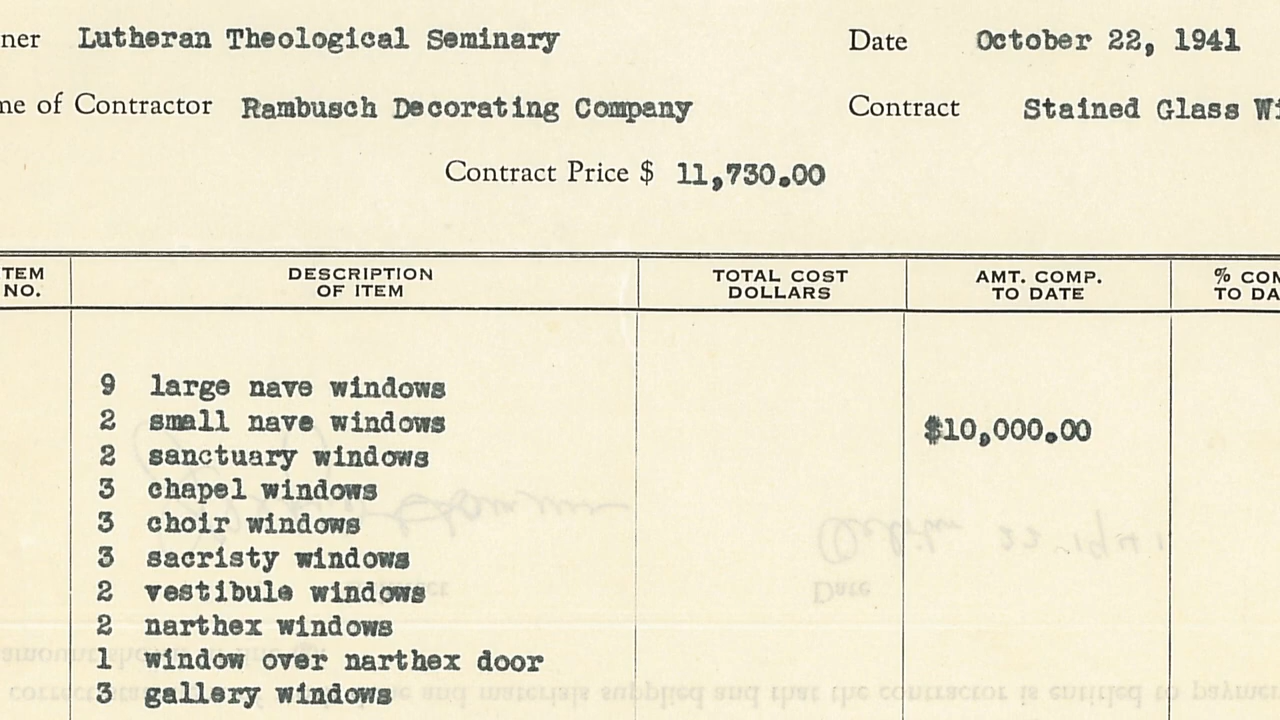 ner Lutheran Theological Seminary Date October 22, 1941
me of Contractor Rambusch Decorating Company Contract Stained Glass Wi
Contract Price $ 11,730.00
TEM NO. DESCRIPTION OF ITEM TOTAL COST DOLLARS AMT. COMP. TO DATE % COM TO DA
9 large nave windows
2 small nave windows $10,000.00
2 sanctuary windows
3 chapel windows
3 choir windows
3 sacristy windows
2 vestibule windows
2 narthex windows
1 window over narthex door
3 gallery windows